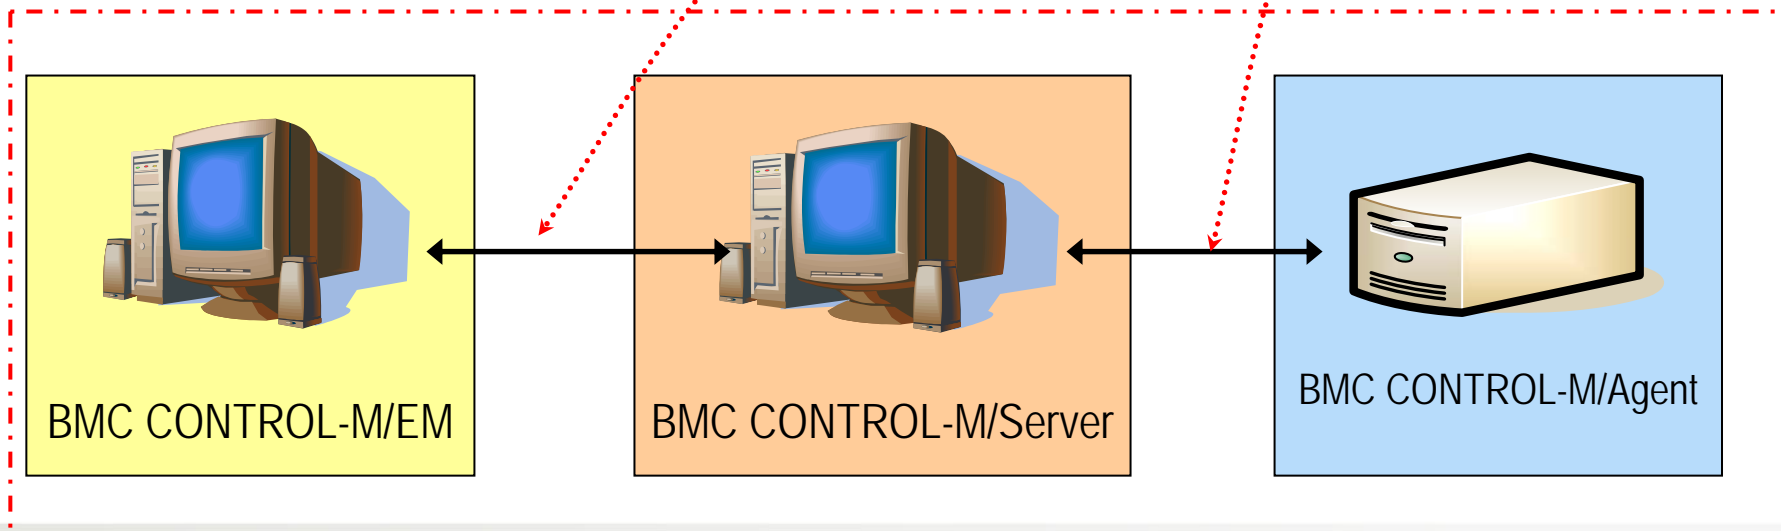 BMC CONTROL-M/EM
BMC CONTROL-M/Server
BMC CONTROL-M/Agent